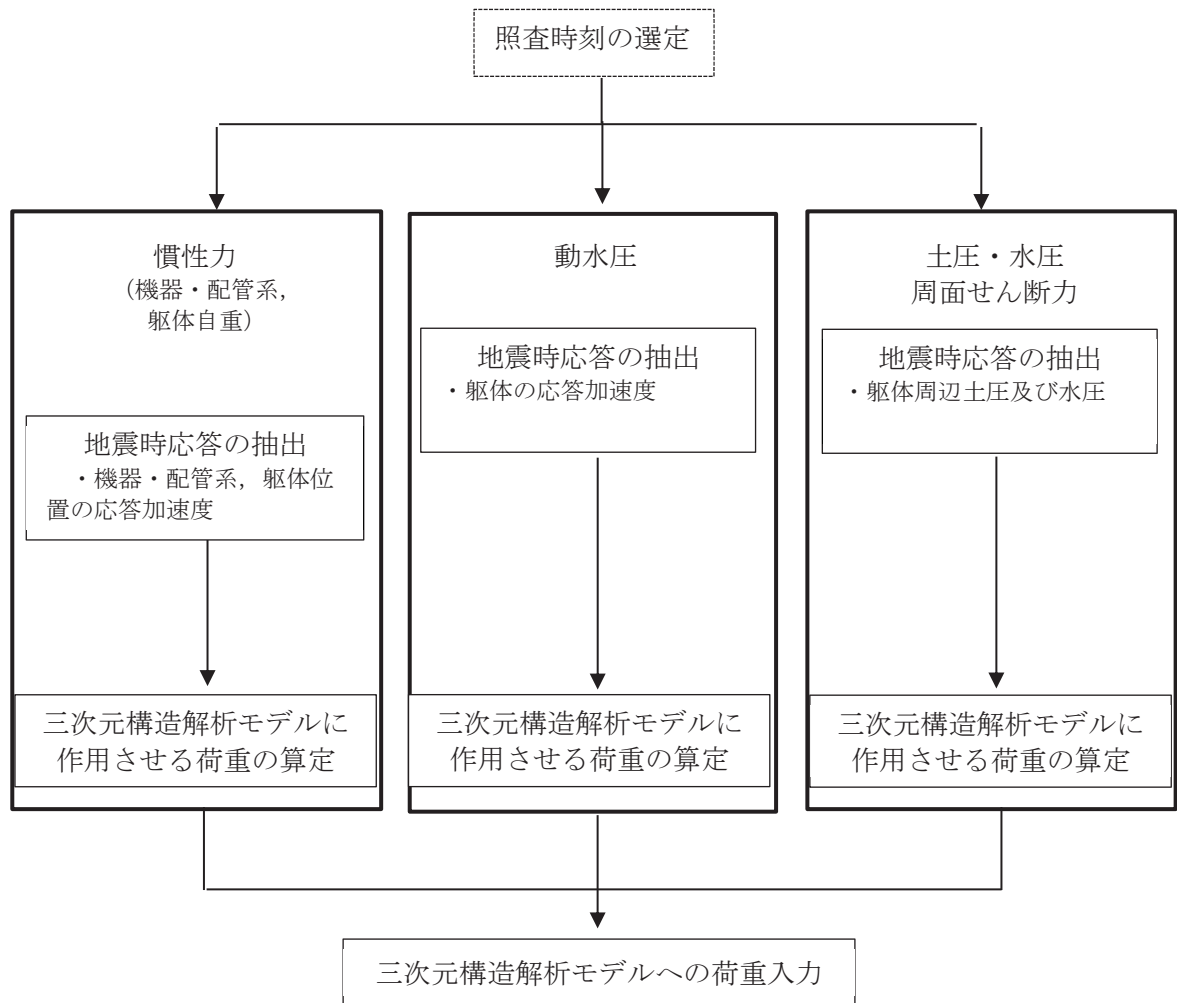 照査時刻の選定
慣性力
（機器・配管系，
躯体自重）
地震時応答の抽出
・機器・配管系，躯体位
置の応答加速度
三次元構造解析モデルに
作用させる荷重の算定
動水圧
地震時応答の抽出
・躯体の応答加速度
三次元構造解析モデルに
作用させる荷重の算定
土圧・水圧
周面せん断力
地震時応答の抽出
・躯体周辺土圧及び水圧
三次元構造解析モデルに
作用させる荷重の算定
三次元構造解析モデルへの荷重入力